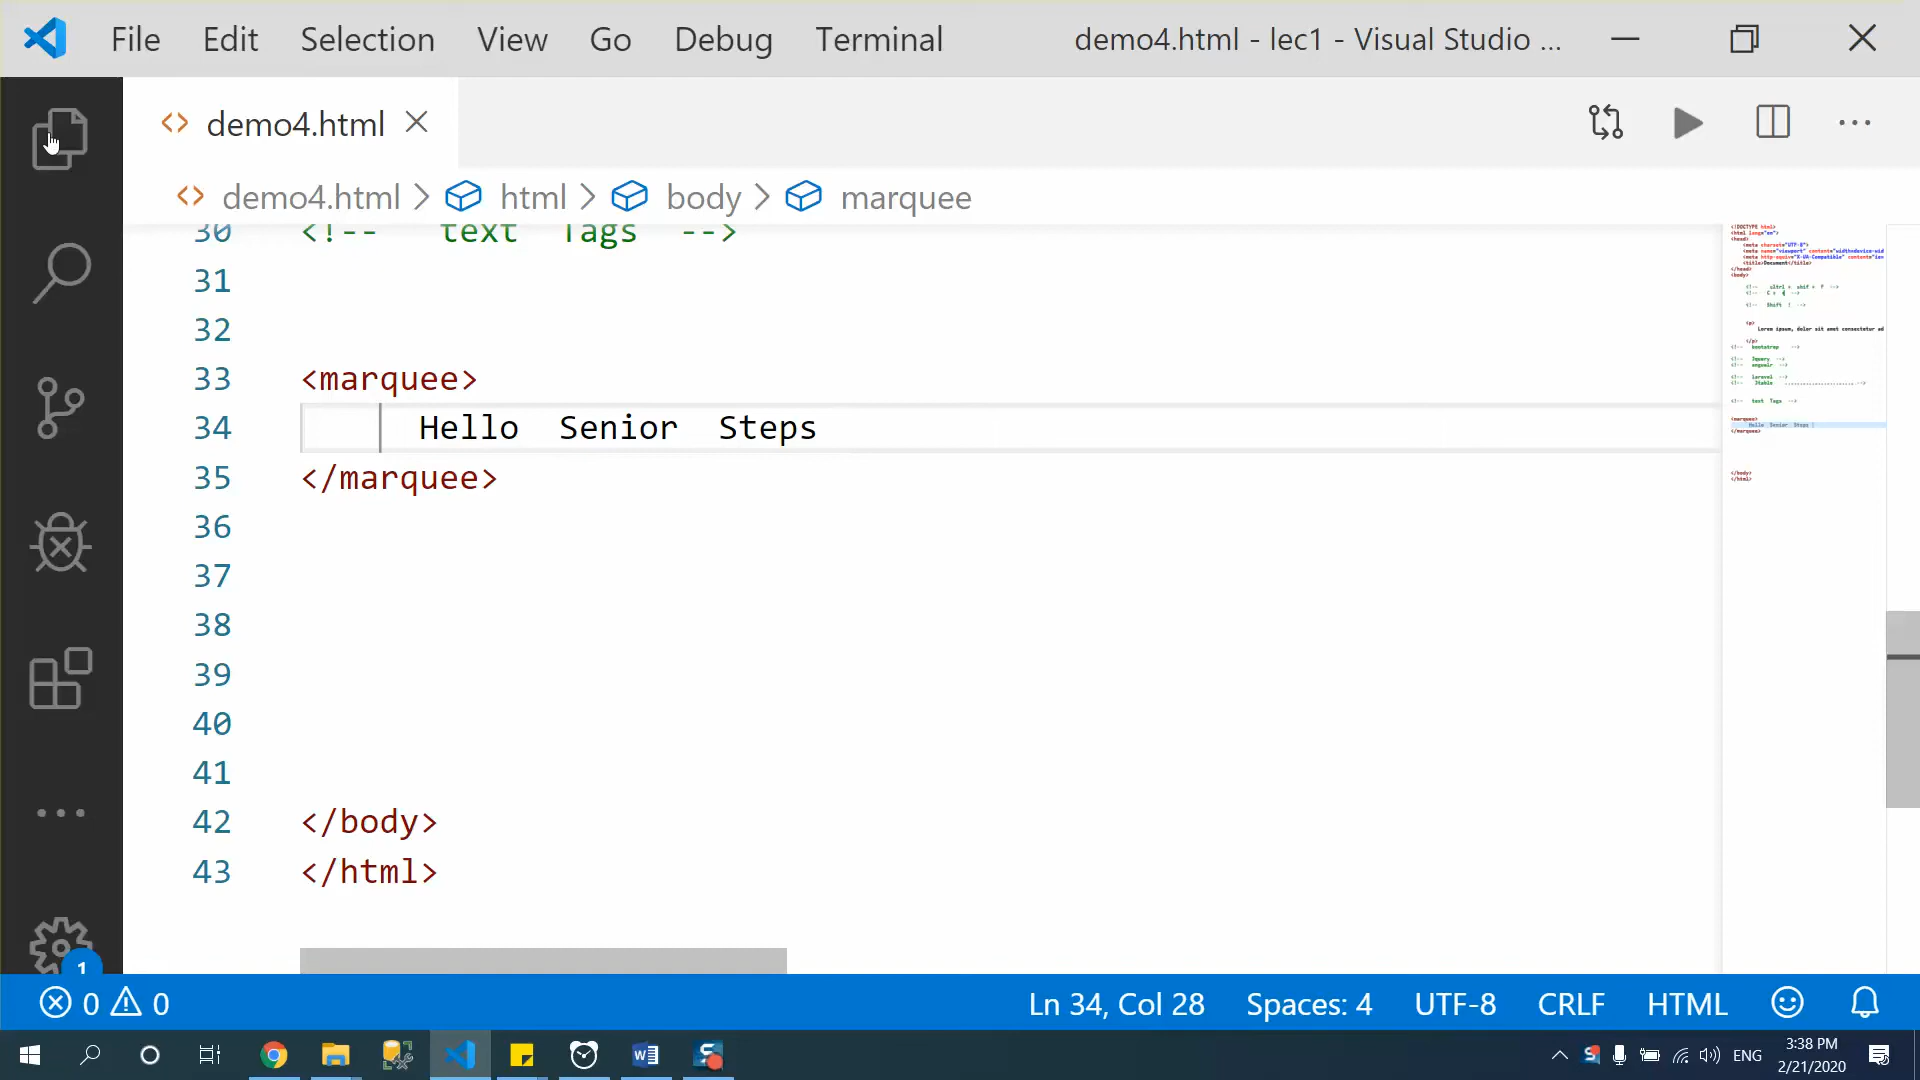 File Edit Selection View Go Debug Terminal demo4.html - lec1 - Visual Studio ...
demo4.html
demo4.html > html > body > marquee
30 <!-- text Tags -->
31
32
33 <marquee>
34 Hello Senior Steps
35 </marquee>
36
37
38
39
40
41
42 </body>
43 </html>
1
0 0 Ln 34, Col 28 Spaces: 4 UTF-8 CRLF HTML
ENG 3:38 PM
2/21/2020